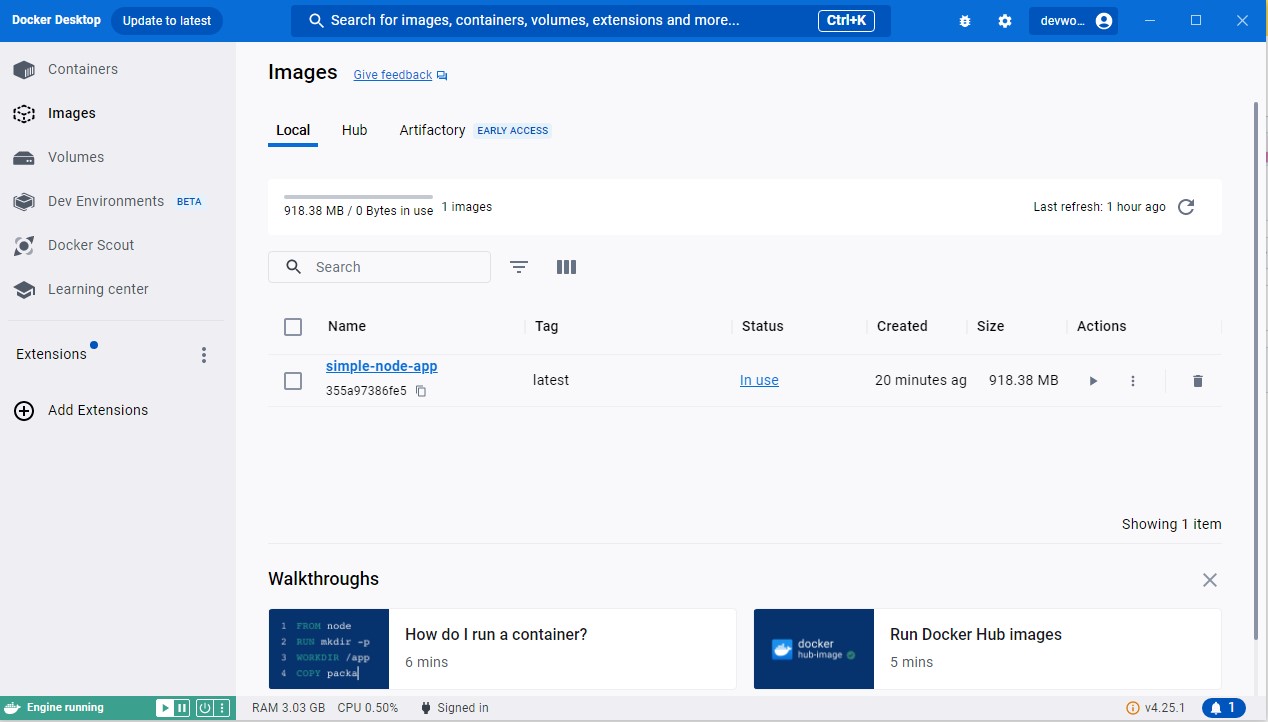 Docker Desktop
Update to latest
Search for images, containers, volumes, extensions and more...
Ctrl+K
devwo...
Containers
Images
Volumes
Dev Environments BETA
Docker Scout
Learning center
Extensions
Add Extensions
Images
Give feedback
Local
Hub
Artifactory EARLY ACCESS
918.38 MB / 0 Bytes in use
1 images
Last refresh: 1 hour ago
Search
Name
Tag
Status
Created
Size
Actions
simple-node-app
355a97386fe5
latest
In use
20 minutes ag
918.38 MB
Showing 1 item
Walkthroughs
1 FROM node
2 RUN mkdir -p
3 WORKDIR /app
4 COPY packa
How do I run a container?
6 mins
docker
hub-image
Run Docker Hub images
5 mins
Engine running
RAM 3.03 GB
CPU 0.50%
Signed in
v4.25.1
1